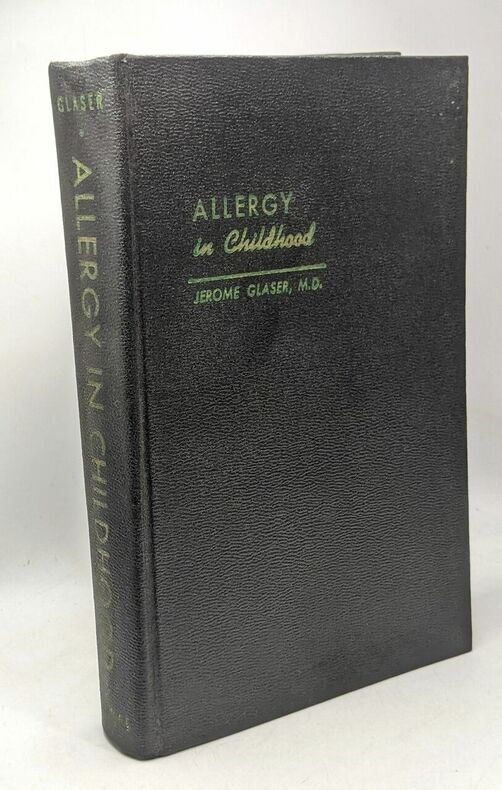 GLASER
ALLERGY IN CHILDHOOD
ALLERGY
in Childhood
JEROME GLASER, M.D.